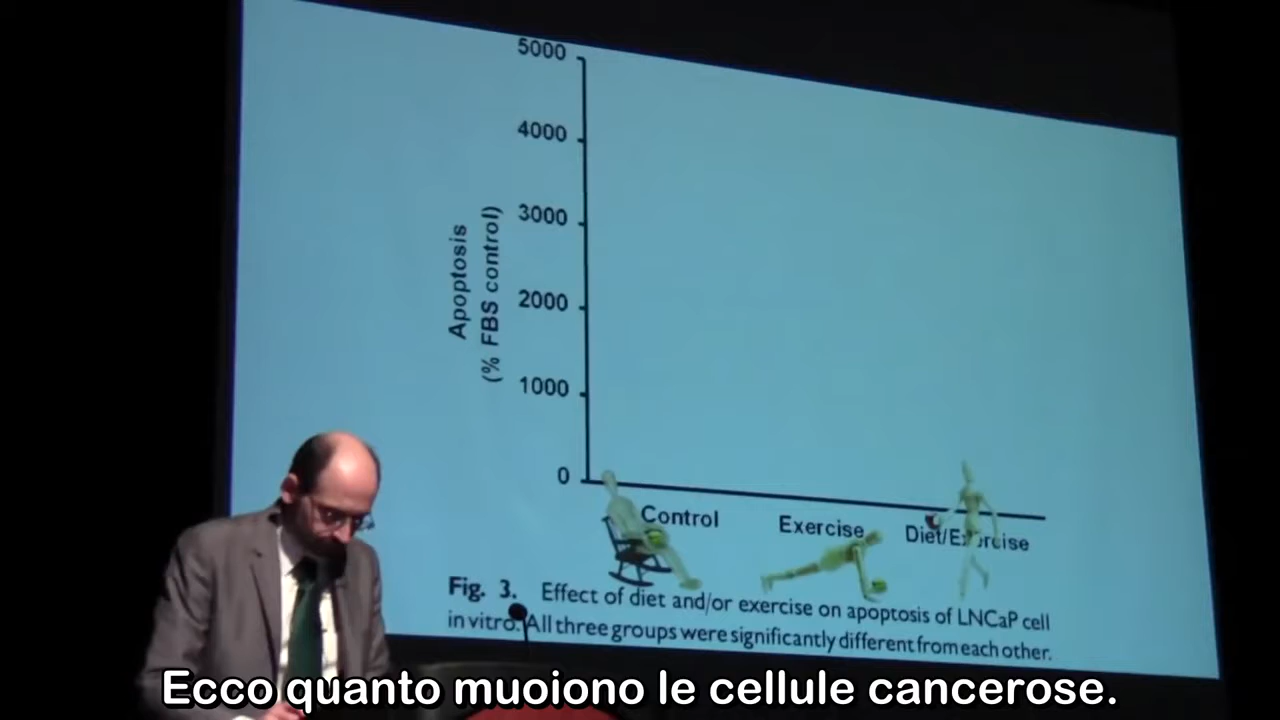 5000
4000
3000
2000
1000
0
Apoptosis
(% FBS control)
Control
Exercise
Diet/Exercise
Fig. 3. Effect of diet and/or exercise on apoptosis of LNCaP cell
in vitro. All three groups were significantly different from each other.
Ecco quanto muoiono le cellule cancerose.